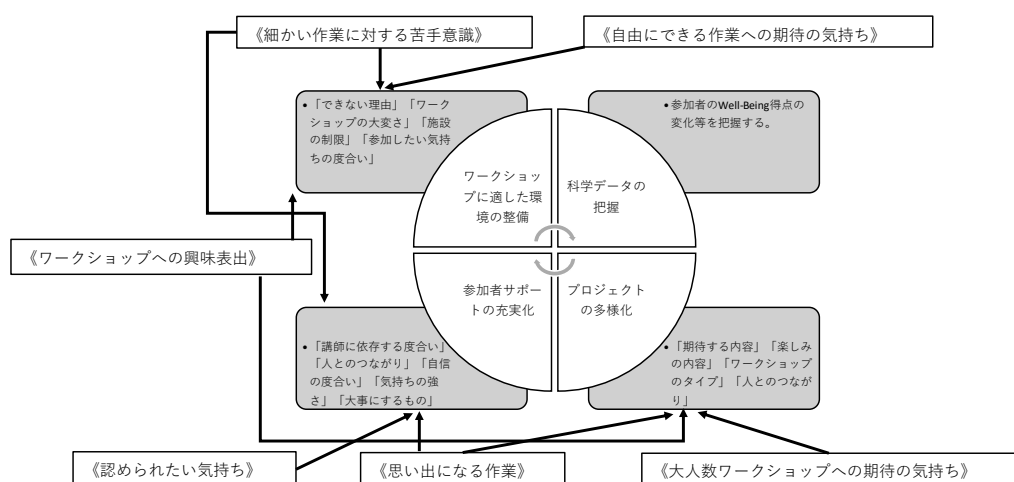 《細かい作業に対する苦手意識》
《自由にできる作業への期待の気持ち》
•「できない理由」「ワーク
ショップの大変さ」「施設
の制限」「参加したい気持
ちの度合い」
•参加者のWell-Being得点の
変化等を把握する。
ワークショッ
プに適した環
境の整備
科学データの
把握
《ワークショップへの興味表出》
参加者サポー
トの充実化
プロジェクト
の多様化
•「講師に依存する度合い」
「人とのつながり」「自信
の度合い」「気持ちの強
さ」「大事にするもの」
•「期待する内容」「楽しみ
の内容」「ワークショップ
のタイプ」「人とのつなが
り」
《認められたい気持ち》
《思い出になる作業》
《大人数ワークショップへの期待の気持ち》